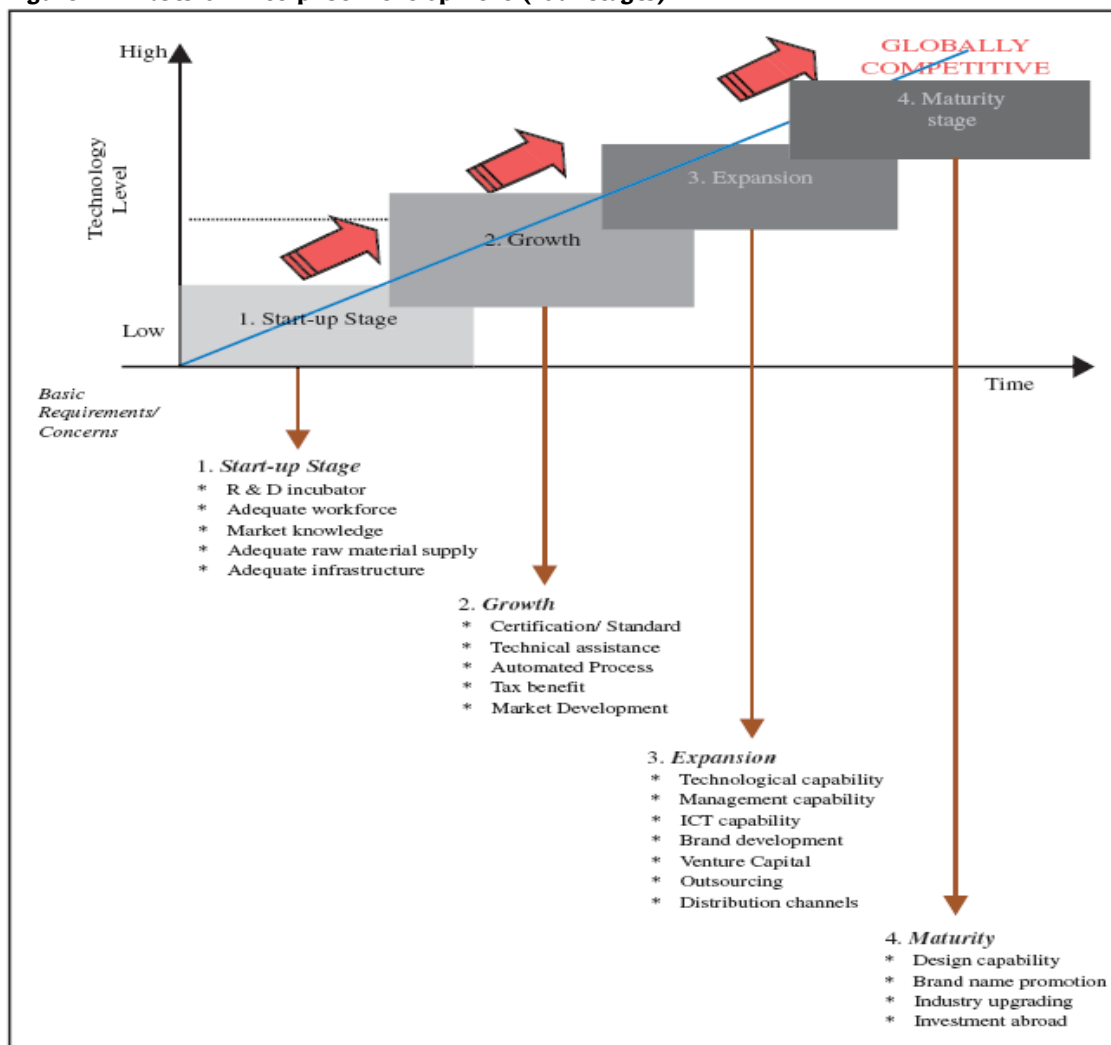 High
GLOBALLY
COMPETITIVE
4. Maturity
stage
Technology
Level
3. Expansion
2. Growth
1. Start-up Stage
Low
Time
Basic
Requirements/
Concerns
1. Start-up Stage
* R & D incubator
* Adequate workforce
* Market knowledge
* Adequate raw material supply
* Adequate infrastructure
2. Growth
* Certification/ Standard
* Technical assistance
* Automated Process
* Tax benefit
* Market Development
3. Expansion
* Technological capability
* Management capability
* ICT capability
* Brand development
* Venture Capital
* Outsourcing
* Distribution channels
4. Maturity
* Design capability
* Brand name promotion
* Industry upgrading
* Investment abroad